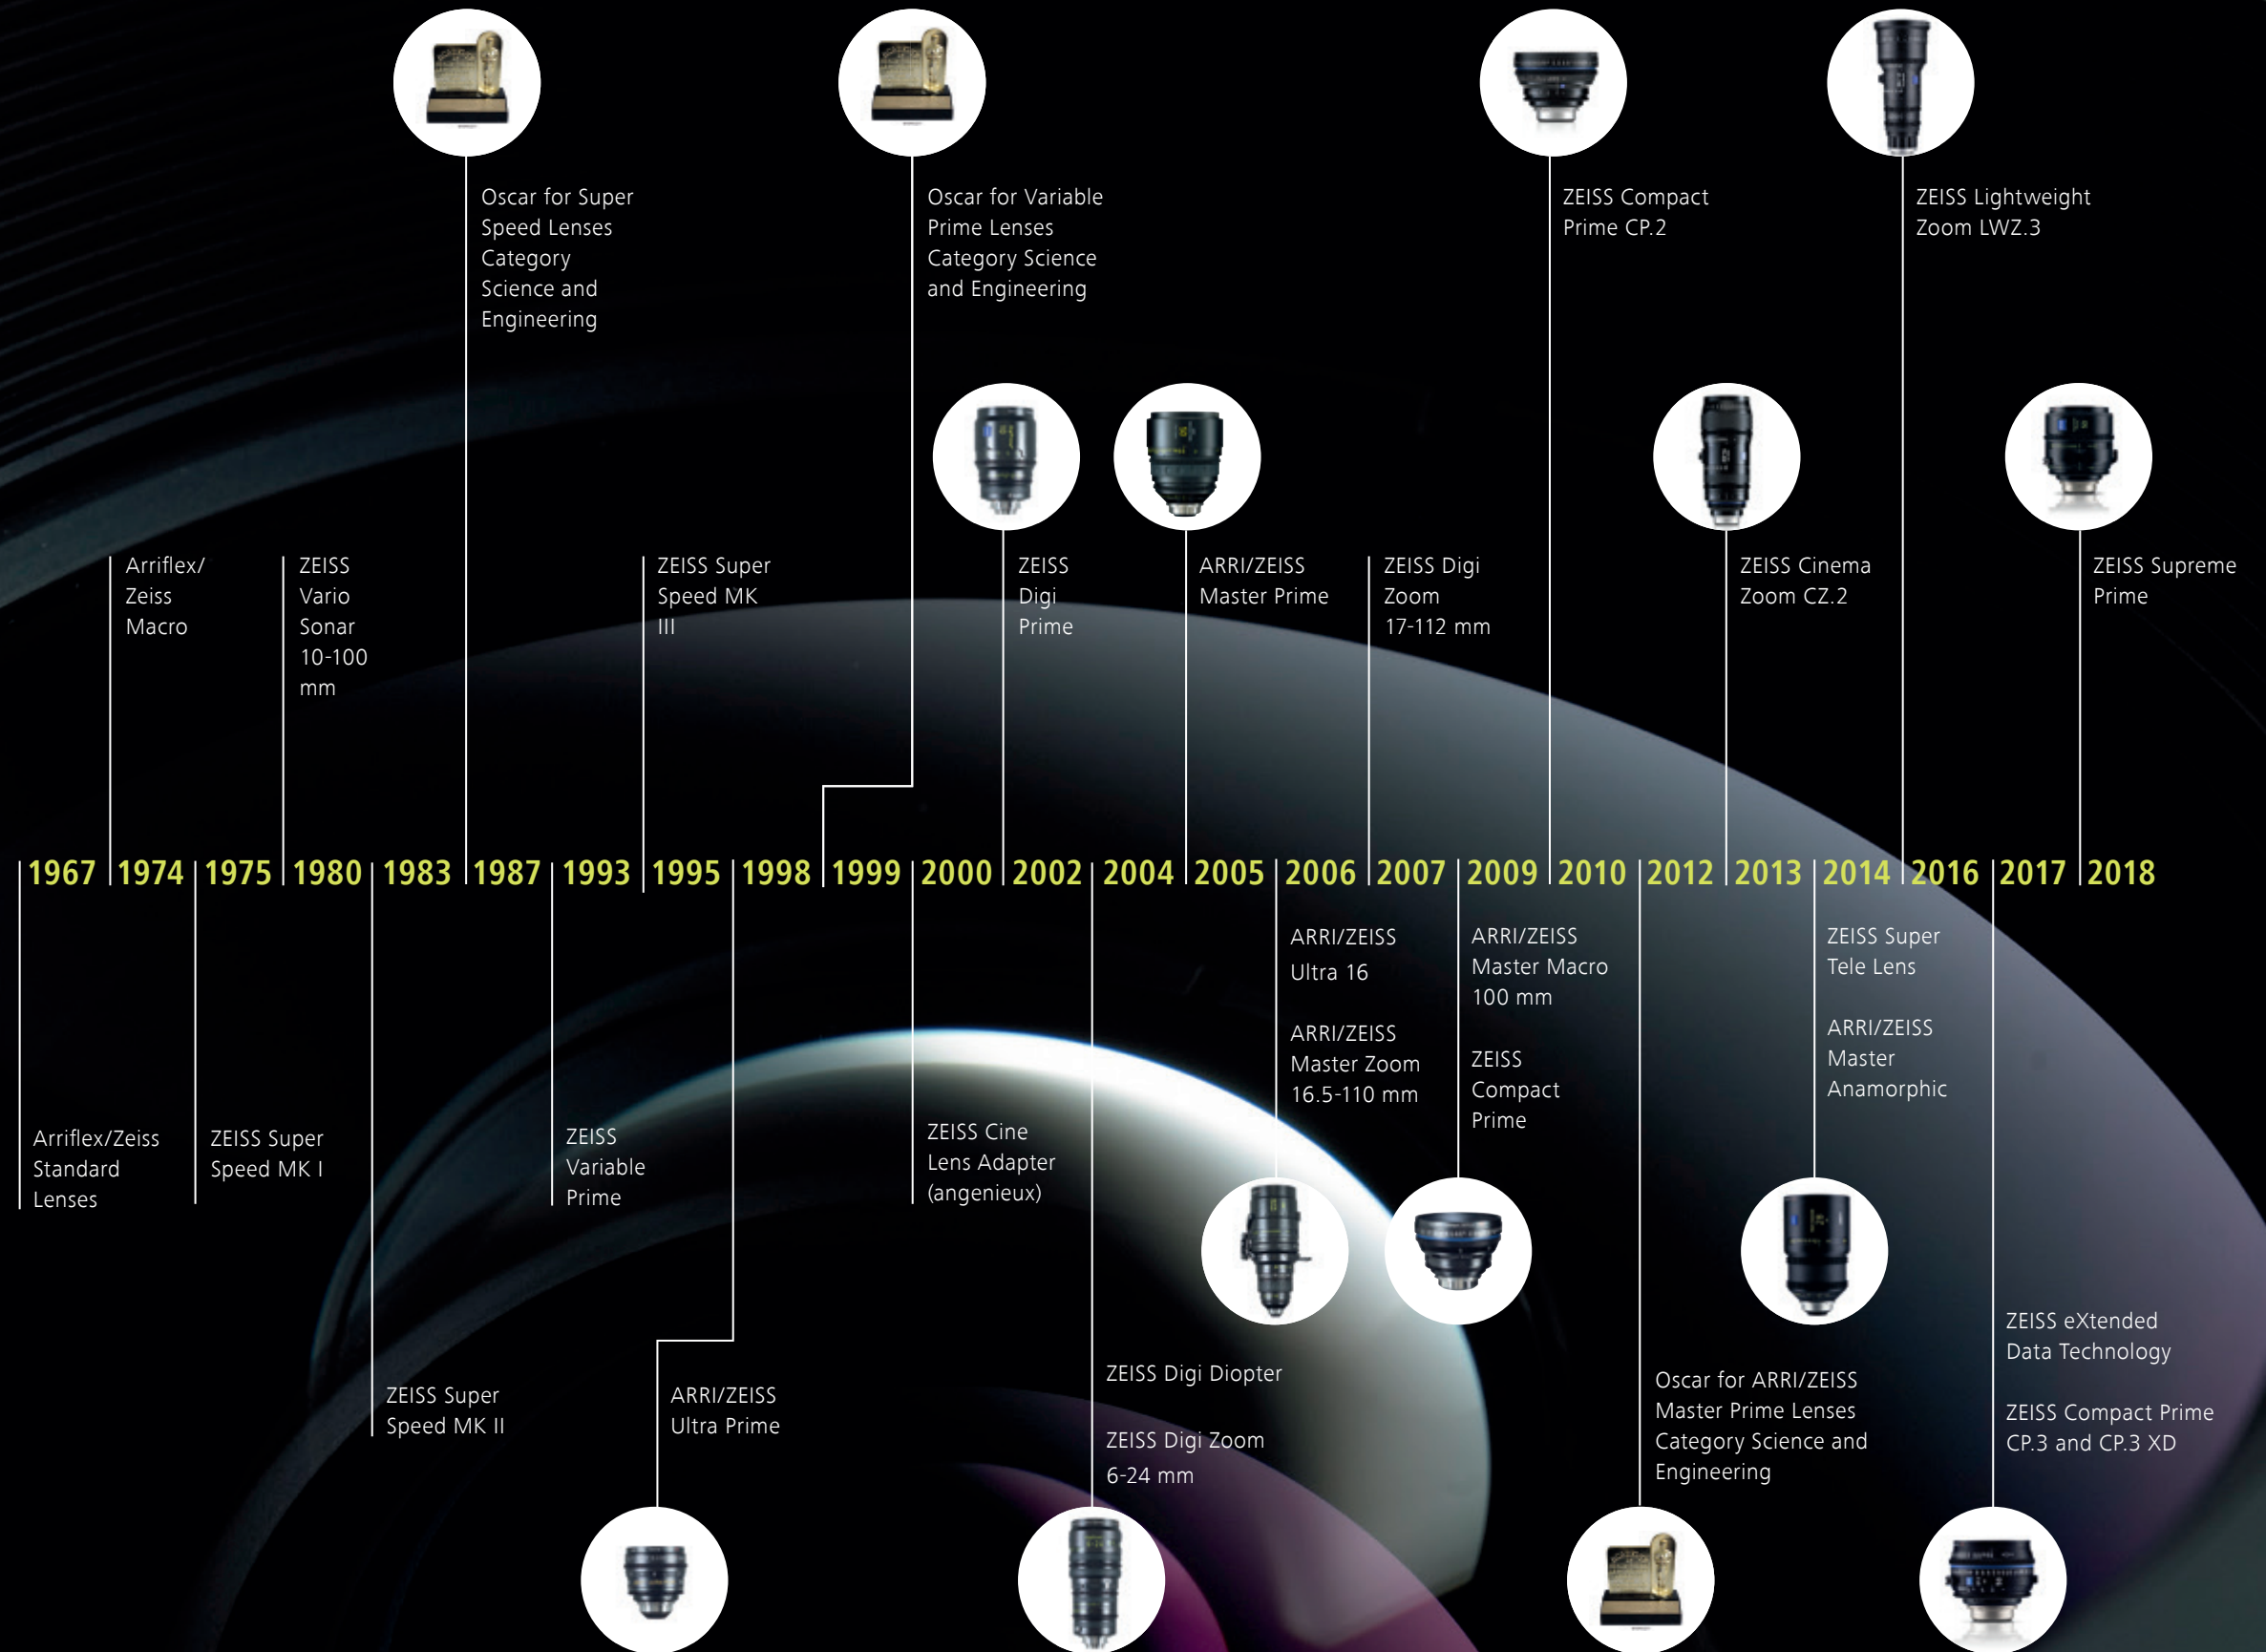 Oscar for Super
Speed Lenses
Category
Science and
Engineering
Oscar for Variable
Prime Lenses
Category Science
and Engineering
ZEISS Compact
Prime CP.2
ZEISS Lightweight
Zoom LWZ.3
Arriflex/
Zeiss
Macro
ZEISS
Vario
Sonar
10-100
mm
ZEISS Super
Speed MK
III
ZEISS
Digi
Prime
ARRI/ZEISS
Master Prime
ZEISS Digi
Zoom
17-112 mm
ZEISS Cinema
Zoom CZ.2
ZEISS Supreme
Prime
1967 1974 1975 1980 1983 1987 1993 1995 1998 1999 2000 2002 2004 2005 2006 2007 2009 2010 2012 2013 2014 2016 2017 2018
Arriflex/Zeiss
Standard
Lenses
ZEISS Super
Speed MK I
ZEISS Super
Speed MK II
ZEISS
Variable
Prime
ARRI/ZEISS
Ultra Prime
ZEISS Cine
Lens Adapter
(angenieux)
ZEISS Digi Diopter
ZEISS Digi Zoom
6-24 mm
ARRI/ZEISS
Ultra 16
ARRI/ZEISS
Master Zoom
16.5-110 mm
ARRI/ZEISS
Master Macro
100 mm
ZEISS
Compact
Prime
Oscar for ARRI/ZEISS
Master Prime Lenses
Category Science and
Engineering
ZEISS Super
Tele Lens
ARRI/ZEISS
Master
Anamorphic
ZEISS eXtended
Data Technology
ZEISS Compact Prime
CP.3 and CP.3 XD